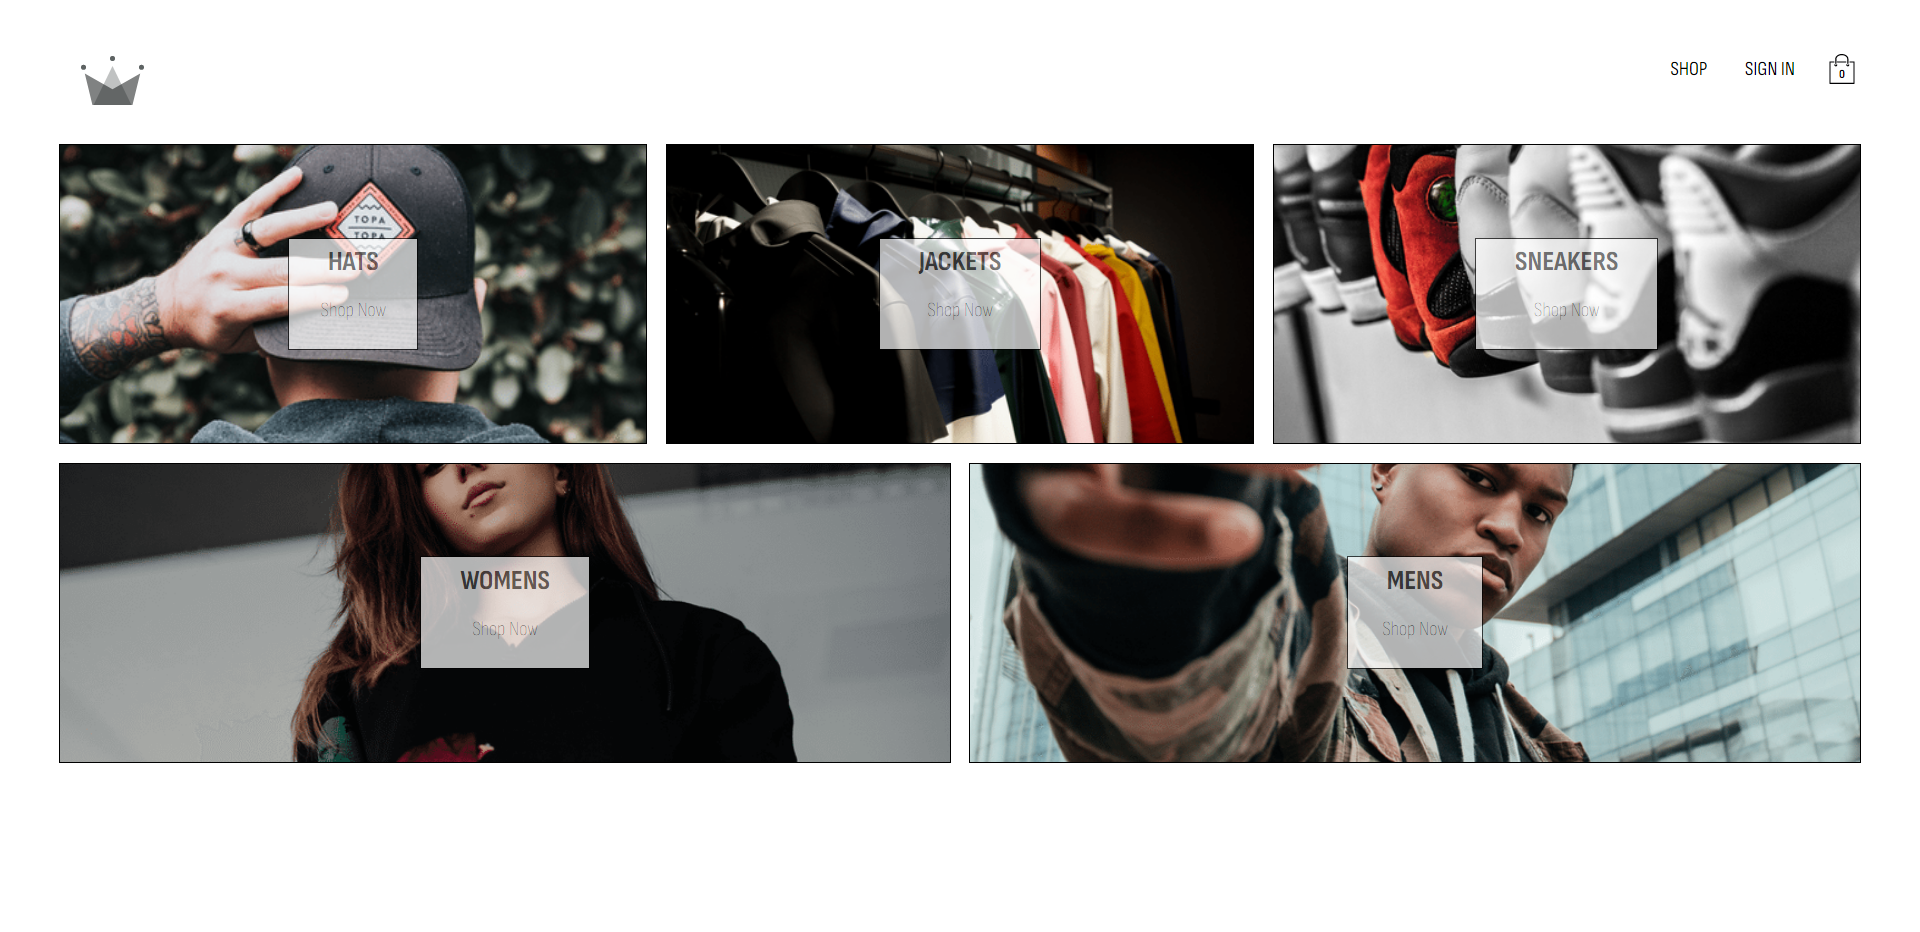 SHOP
SIGN IN
0
TOPA
TOPA
HATS
Shop Now
JACKETS
Shop Now
SNEAKERS
Shop Now
WOMENS
Shop Now
MENS
Shop Now